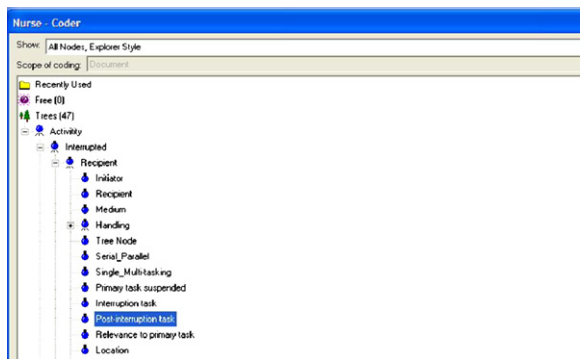 Nurse - Coder
Show: All Nodes, Explorer Style
Scope of coding: Document
Recently Used
Free (0)
Trees (47)
Activitity
Interrupted
Recipient
Initiator
Recipient
Medium
Handling
Tree Node
Serial_Parallel
Single_Multi-tasking
Primary task suspended
Interruption task
Post-interruption task
Relevance to primary task
Location